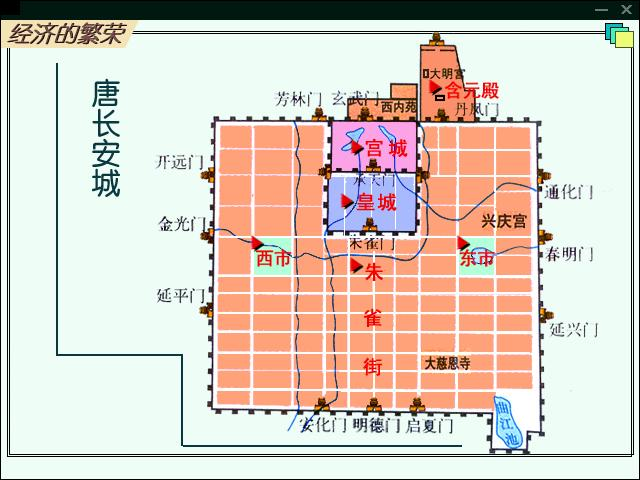 经济的繁荣
唐长安城
大明宫
含元殿
芳林门
玄武门
西内苑
丹凤门
开远门
宫城
承天门
通化门
皇城
金光门
兴庆宫
朱雀门
西市
东市
春明门
朱雀街
延平门
延兴门
大慈恩寺
曲江池
安化门
明德门
启夏门